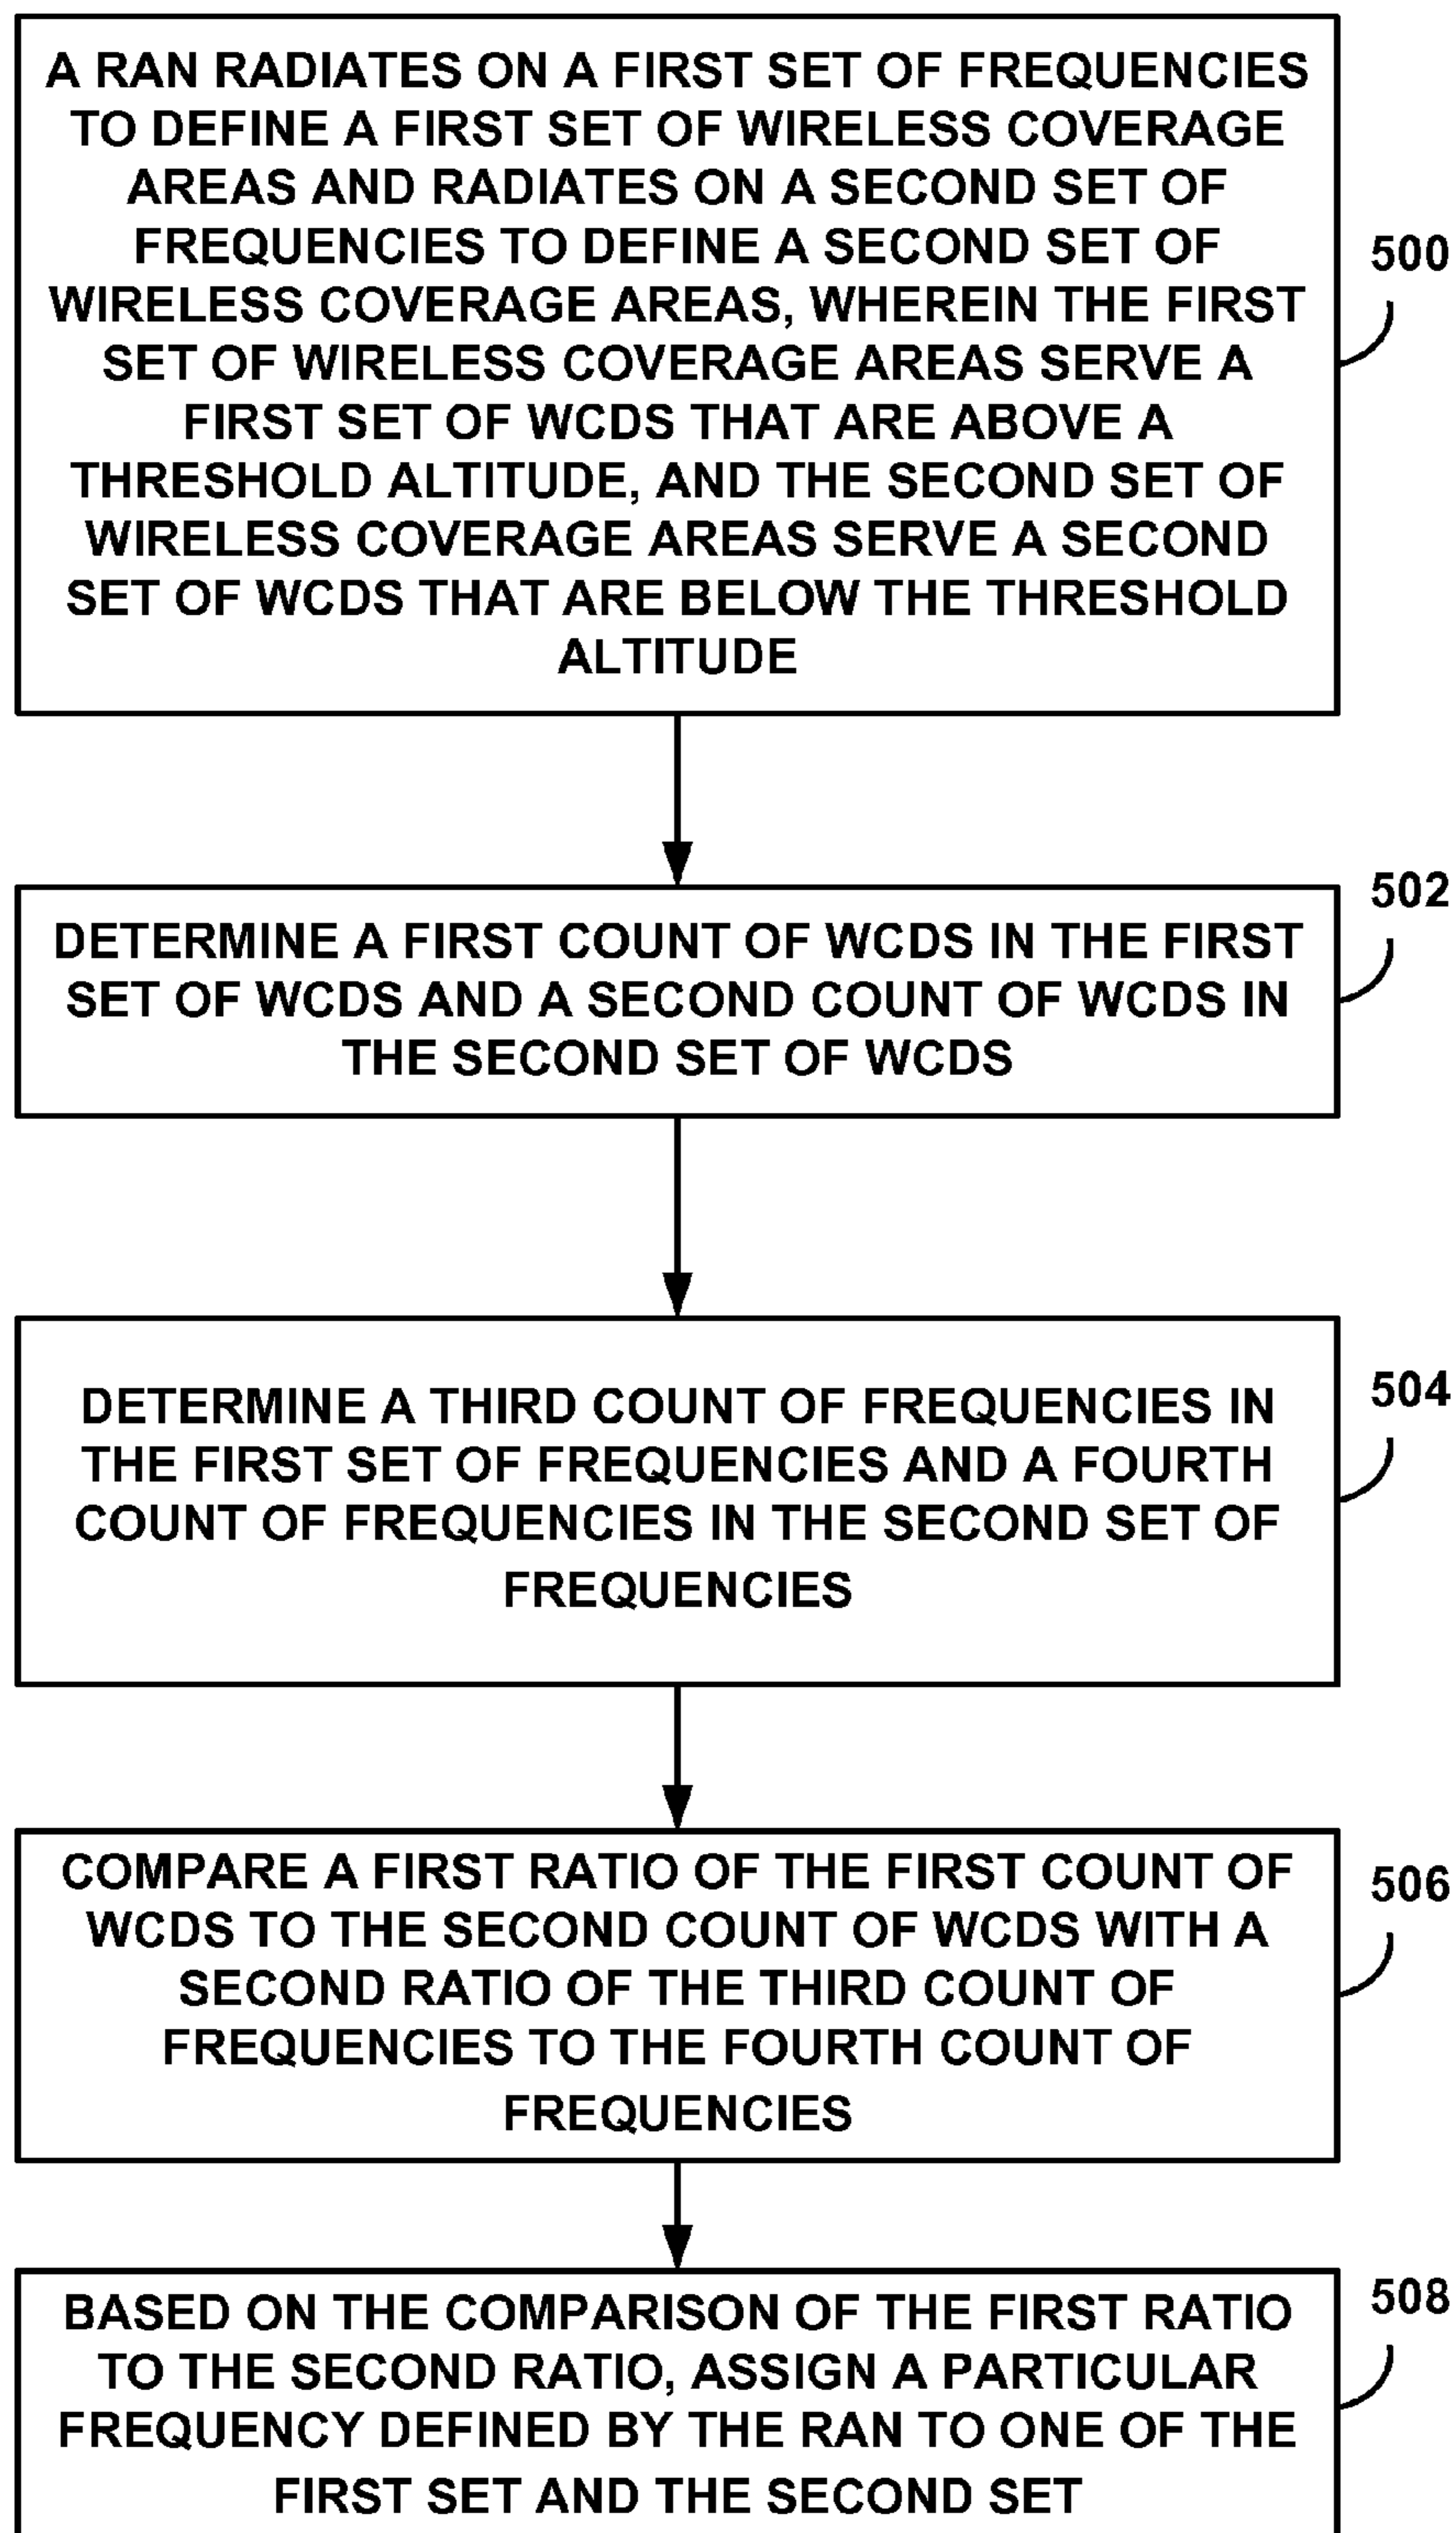 A RAN RADIATES ON A FIRST SET OF FREQUENCIES
TO DEFINE A FIRST SET OF WIRELESS COVERAGE
AREAS AND RADIATES ON A SECOND SET OF
FREQUENCIES TO DEFINE A SECOND SET OF
WIRELESS COVERAGE AREAS, WHEREIN THE FIRST
SET OF WIRELESS COVERAGE AREAS SERVE A
FIRST SET OF WCDS THAT ARE ABOVE A
THRESHOLD ALTITUDE, AND THE SECOND SET OF
WIRELESS COVERAGE AREAS SERVE A SECOND
SET OF WCDS THAT ARE BELOW THE THRESHOLD
ALTITUDE
500
DETERMINE A FIRST COUNT OF WCDS IN THE FIRST
SET OF WCDS AND A SECOND COUNT OF WCDS IN
THE SECOND SET OF WCDS
502
DETERMINE A THIRD COUNT OF FREQUENCIES IN
THE FIRST SET OF FREQUENCIES AND A FOURTH
COUNT OF FREQUENCIES IN THE SECOND SET OF
FREQUENCIES
504
COMPARE A FIRST RATIO OF THE FIRST COUNT OF
WCDS TO THE SECOND COUNT OF WCDS WITH A
SECOND RATIO OF THE THIRD COUNT OF
FREQUENCIES TO THE FOURTH COUNT OF
FREQUENCIES
506
BASED ON THE COMPARISON OF THE FIRST RATIO
TO THE SECOND RATIO, ASSIGN A PARTICULAR
FREQUENCY DEFINED BY THE RAN TO ONE OF THE
FIRST SET AND THE SECOND SET
508